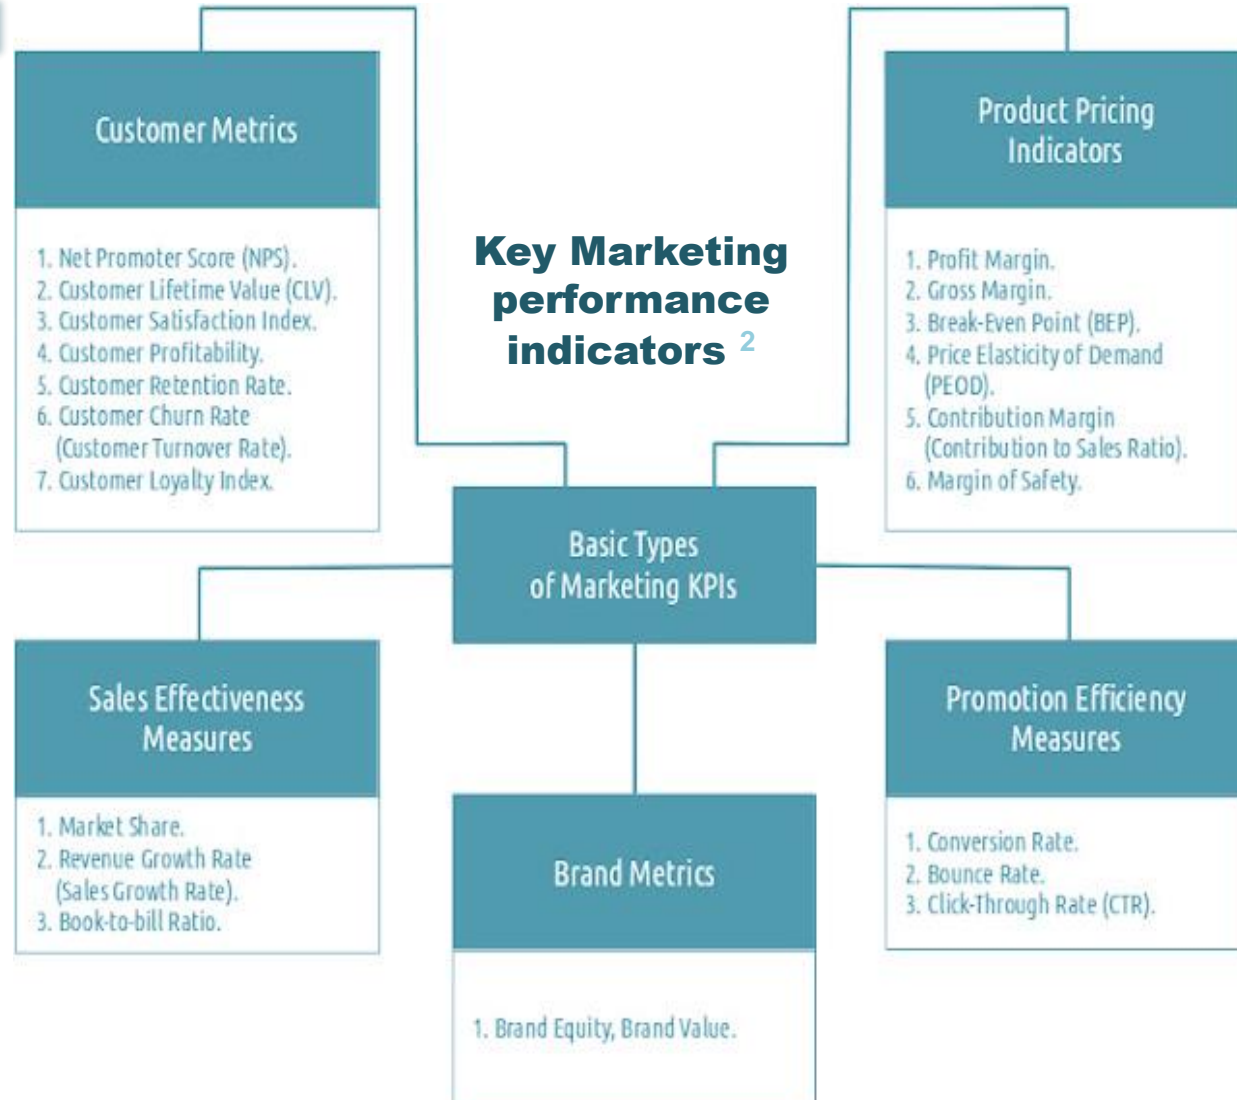 Customer Metrics
1. Net Promoter Score (NPS).
2. Customer Lifetime Value (CLV).
3. Customer Satisfaction Index.
4. Customer Profitability.
5. Customer Retention Rate.
6. Customer Churn Rate
(Customer Turnover Rate).
7. Customer Loyalty Index.
Key Marketing
performance
indicators 2
Product Pricing
Indicators
1. Profit Margin.
2. Gross Margin.
3. Break-Even Point (BEP).
4. Price Elasticity of Demand
(PEOD).
5. Contribution Margin
(Contribution to Sales Ratio).
6. Margin of Safety.
Basic Types
of Marketing KPIs
Sales Effectiveness
Measures
1. Market Share.
2. Revenue Growth Rate
(Sales Growth Rate).
3. Book-to-bill Ratio.
Brand Metrics
1. Brand Equity, Brand Value.
Promotion Efficiency
Measures
1. Conversion Rate.
2. Bounce Rate.
3. Click-Through Rate (CTR).